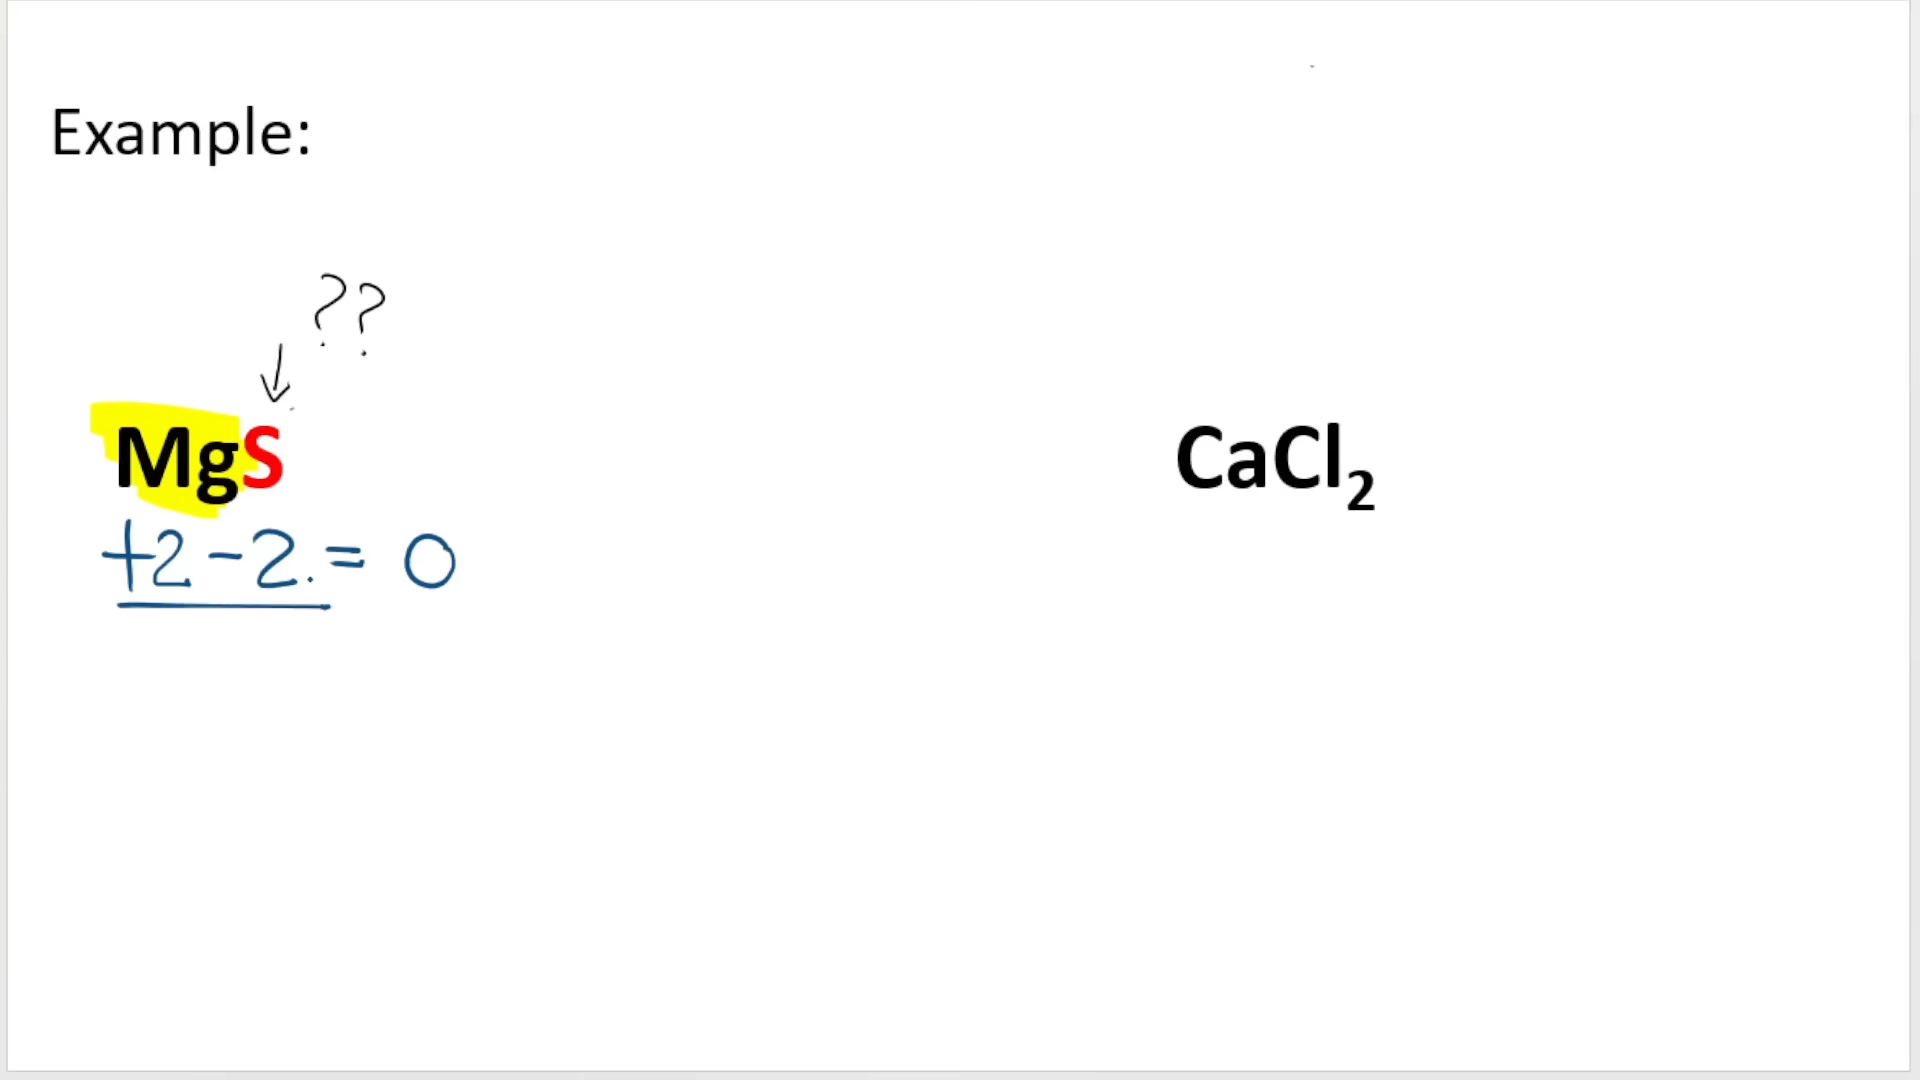 Example:
??
MgS
+2 -2. = 0
CaCl₂